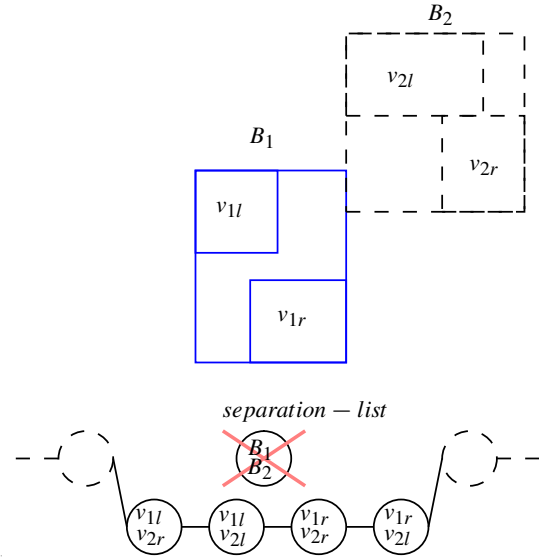 B₂
v₂ₗ
B₁
v₂ᵣ
v₁ₗ
v₁ᵣ
separation − list
B₁
B₂
v₁ₗ v₁ₗ v₁ᵣ v₁ᵣ
v₂ᵣ v₂ₗ v₂ᵣ v₂ₗ